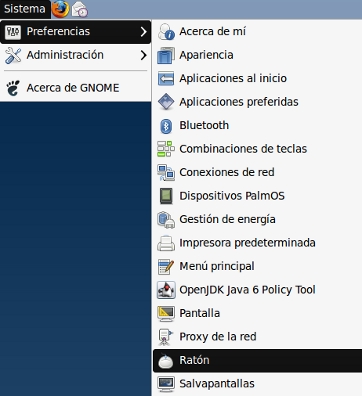 Sistema
Preferencias
Administración
Acerca de GNOME
Acerca de mí
Apariencia
Aplicaciones al inicio
Aplicaciones preferidas
Bluetooth
Combinaciones de teclas
Conexiones de red
Dispositivos PalmOS
Gestión de energía
Impresora predeterminada
Menú principal
OpenJDK Java 6 Policy Tool
Pantalla
Proxy de la red
Ratón
Salvapantallas